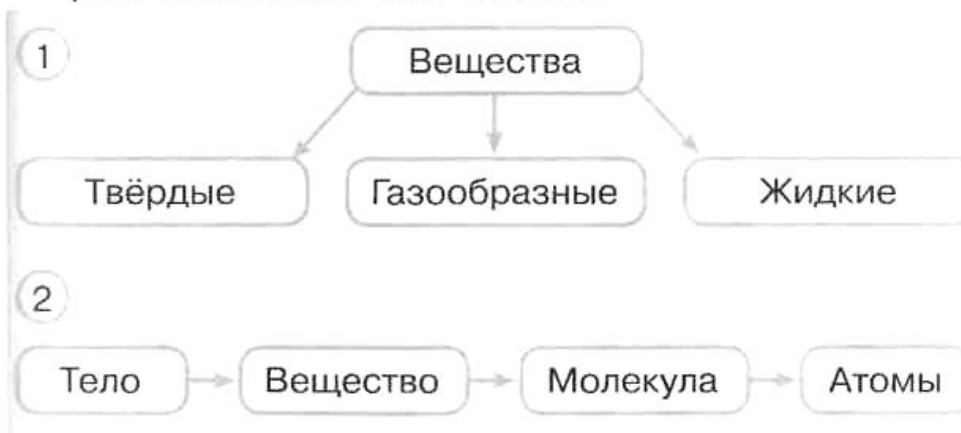 1
Вещества
Твёрдые Газообразные Жидкие
2
Тело Вещество Молекула Атомы